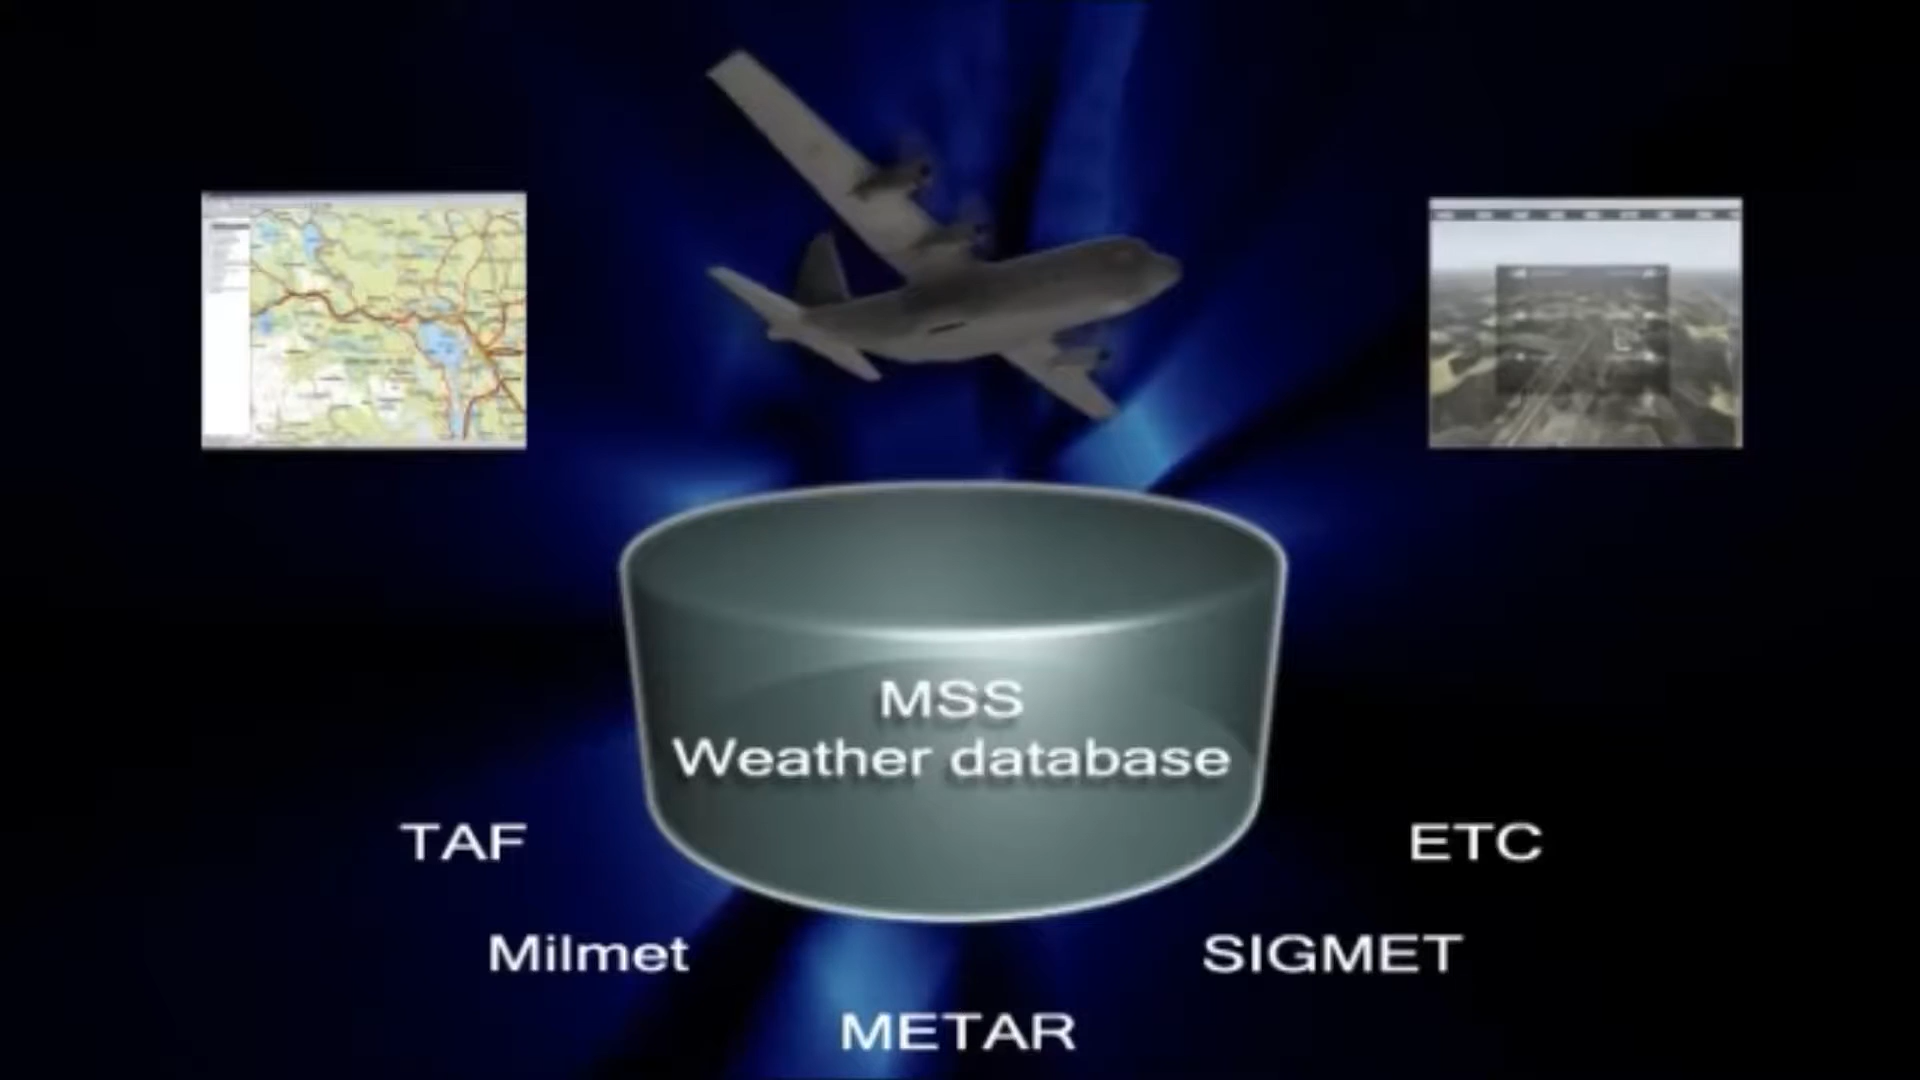 MSS
Weather database
TAF
ETC
Milmet
SIGMET
METAR